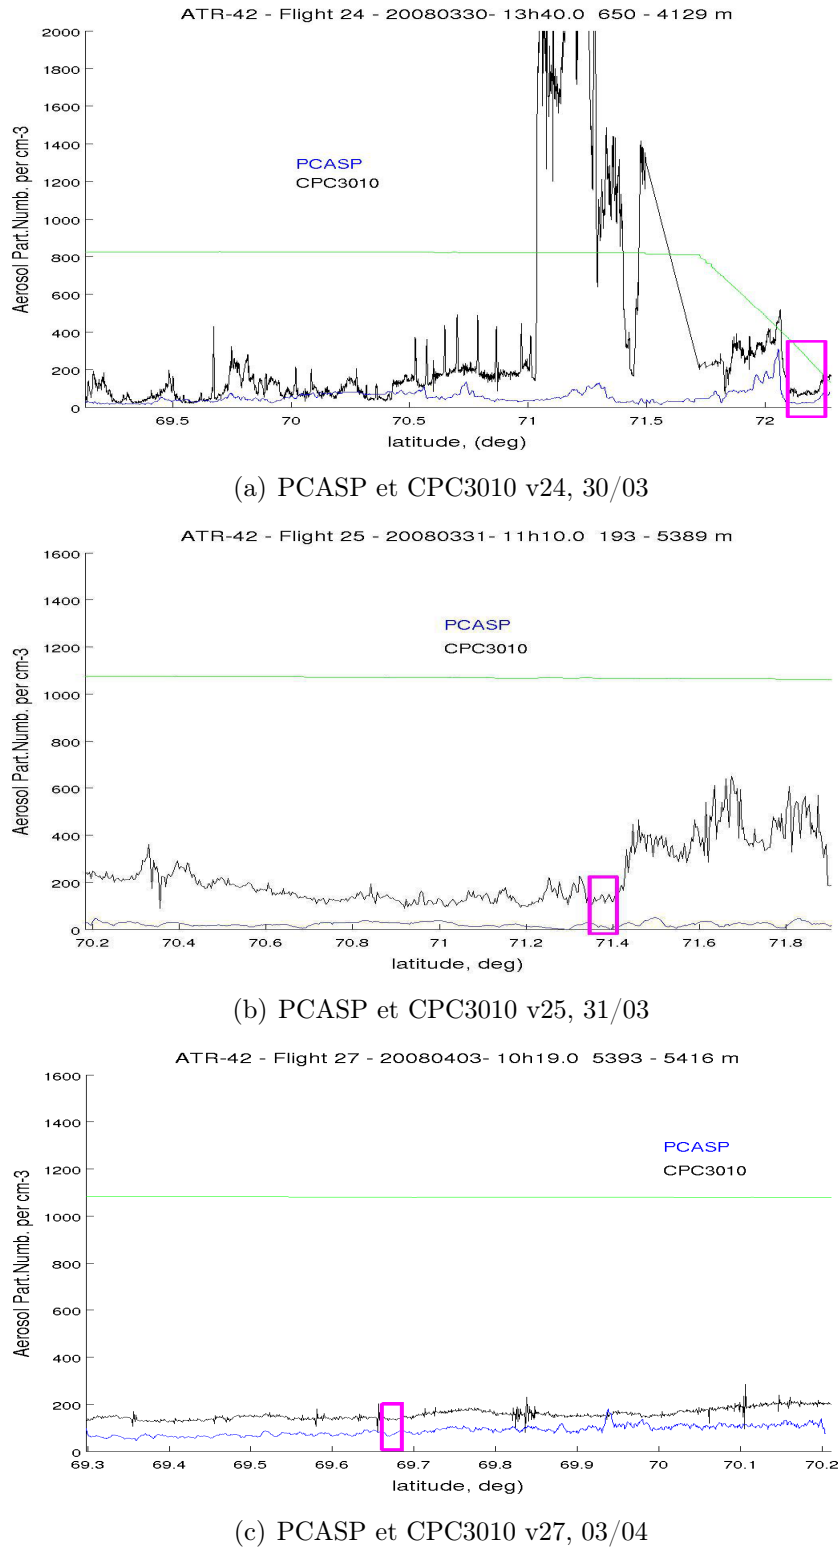 ATR-42 - Flight 24 - 20080330- 13h40.0  650 - 4129 m
2000
1800
1600
1400
1200
1000
800
600
400
200
0
Aerosol Part.Numb. per cm-3
PCASP
CPC3010
69.5 70 70.5 71 71.5 72
latitude, (deg)
(a) PCASP et CPC3010 v24, 30/03
ATR-42 - Flight 25 - 20080331- 11h10.0  193 - 5389 m
1600
1400
1200
1000
800
600
400
200
0
Aerosol Part.Numb. per cm-3
PCASP
CPC3010
70.2 70.4 70.6 70.8 71 71.2 71.4 71.6 71.8
latitude, deg)
(b) PCASP et CPC3010 v25, 31/03
ATR-42 - Flight 27 - 20080403- 10h19.0  5393 - 5416 m
1600
1400
1200
1000
800
600
400
200
0
Aerosol Part.Numb. per cm-3
PCASP
CPC3010
69.3 69.4 69.5 69.6 69.7 69.8 69.9 70 70.1 70.2
latitude, deg)
(c) PCASP et CPC3010 v27, 03/04